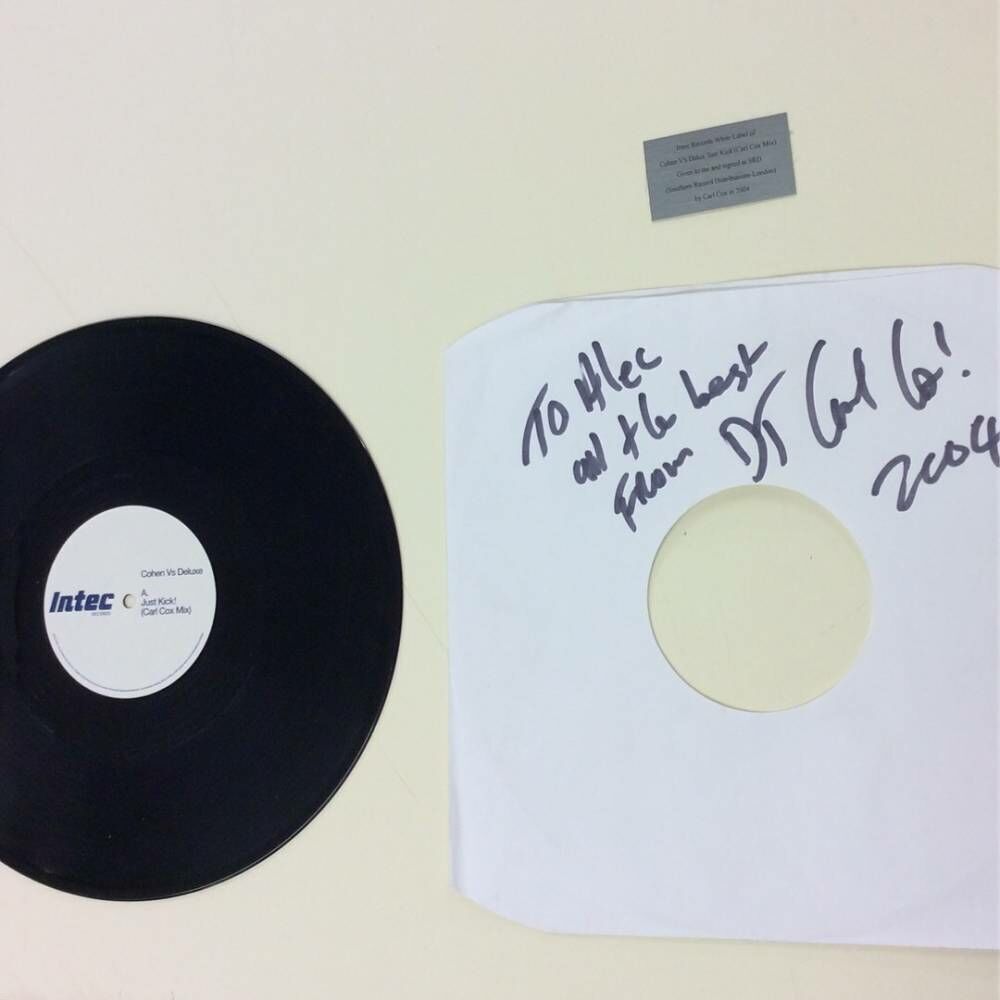 Intec Records White Label of
Cohen VS Delux Just Kick (Carl Cox Mix)
Given to me and signed at SRD
(Southern Record Distributions London)
by Carl Cox in 2004
TO Alec
all the best
FROM DJ Carl Cox!
2004
Cohen Vs Deluxe
Intec
RECORDS
A.
Just Kick!
(Carl Cox Mix)